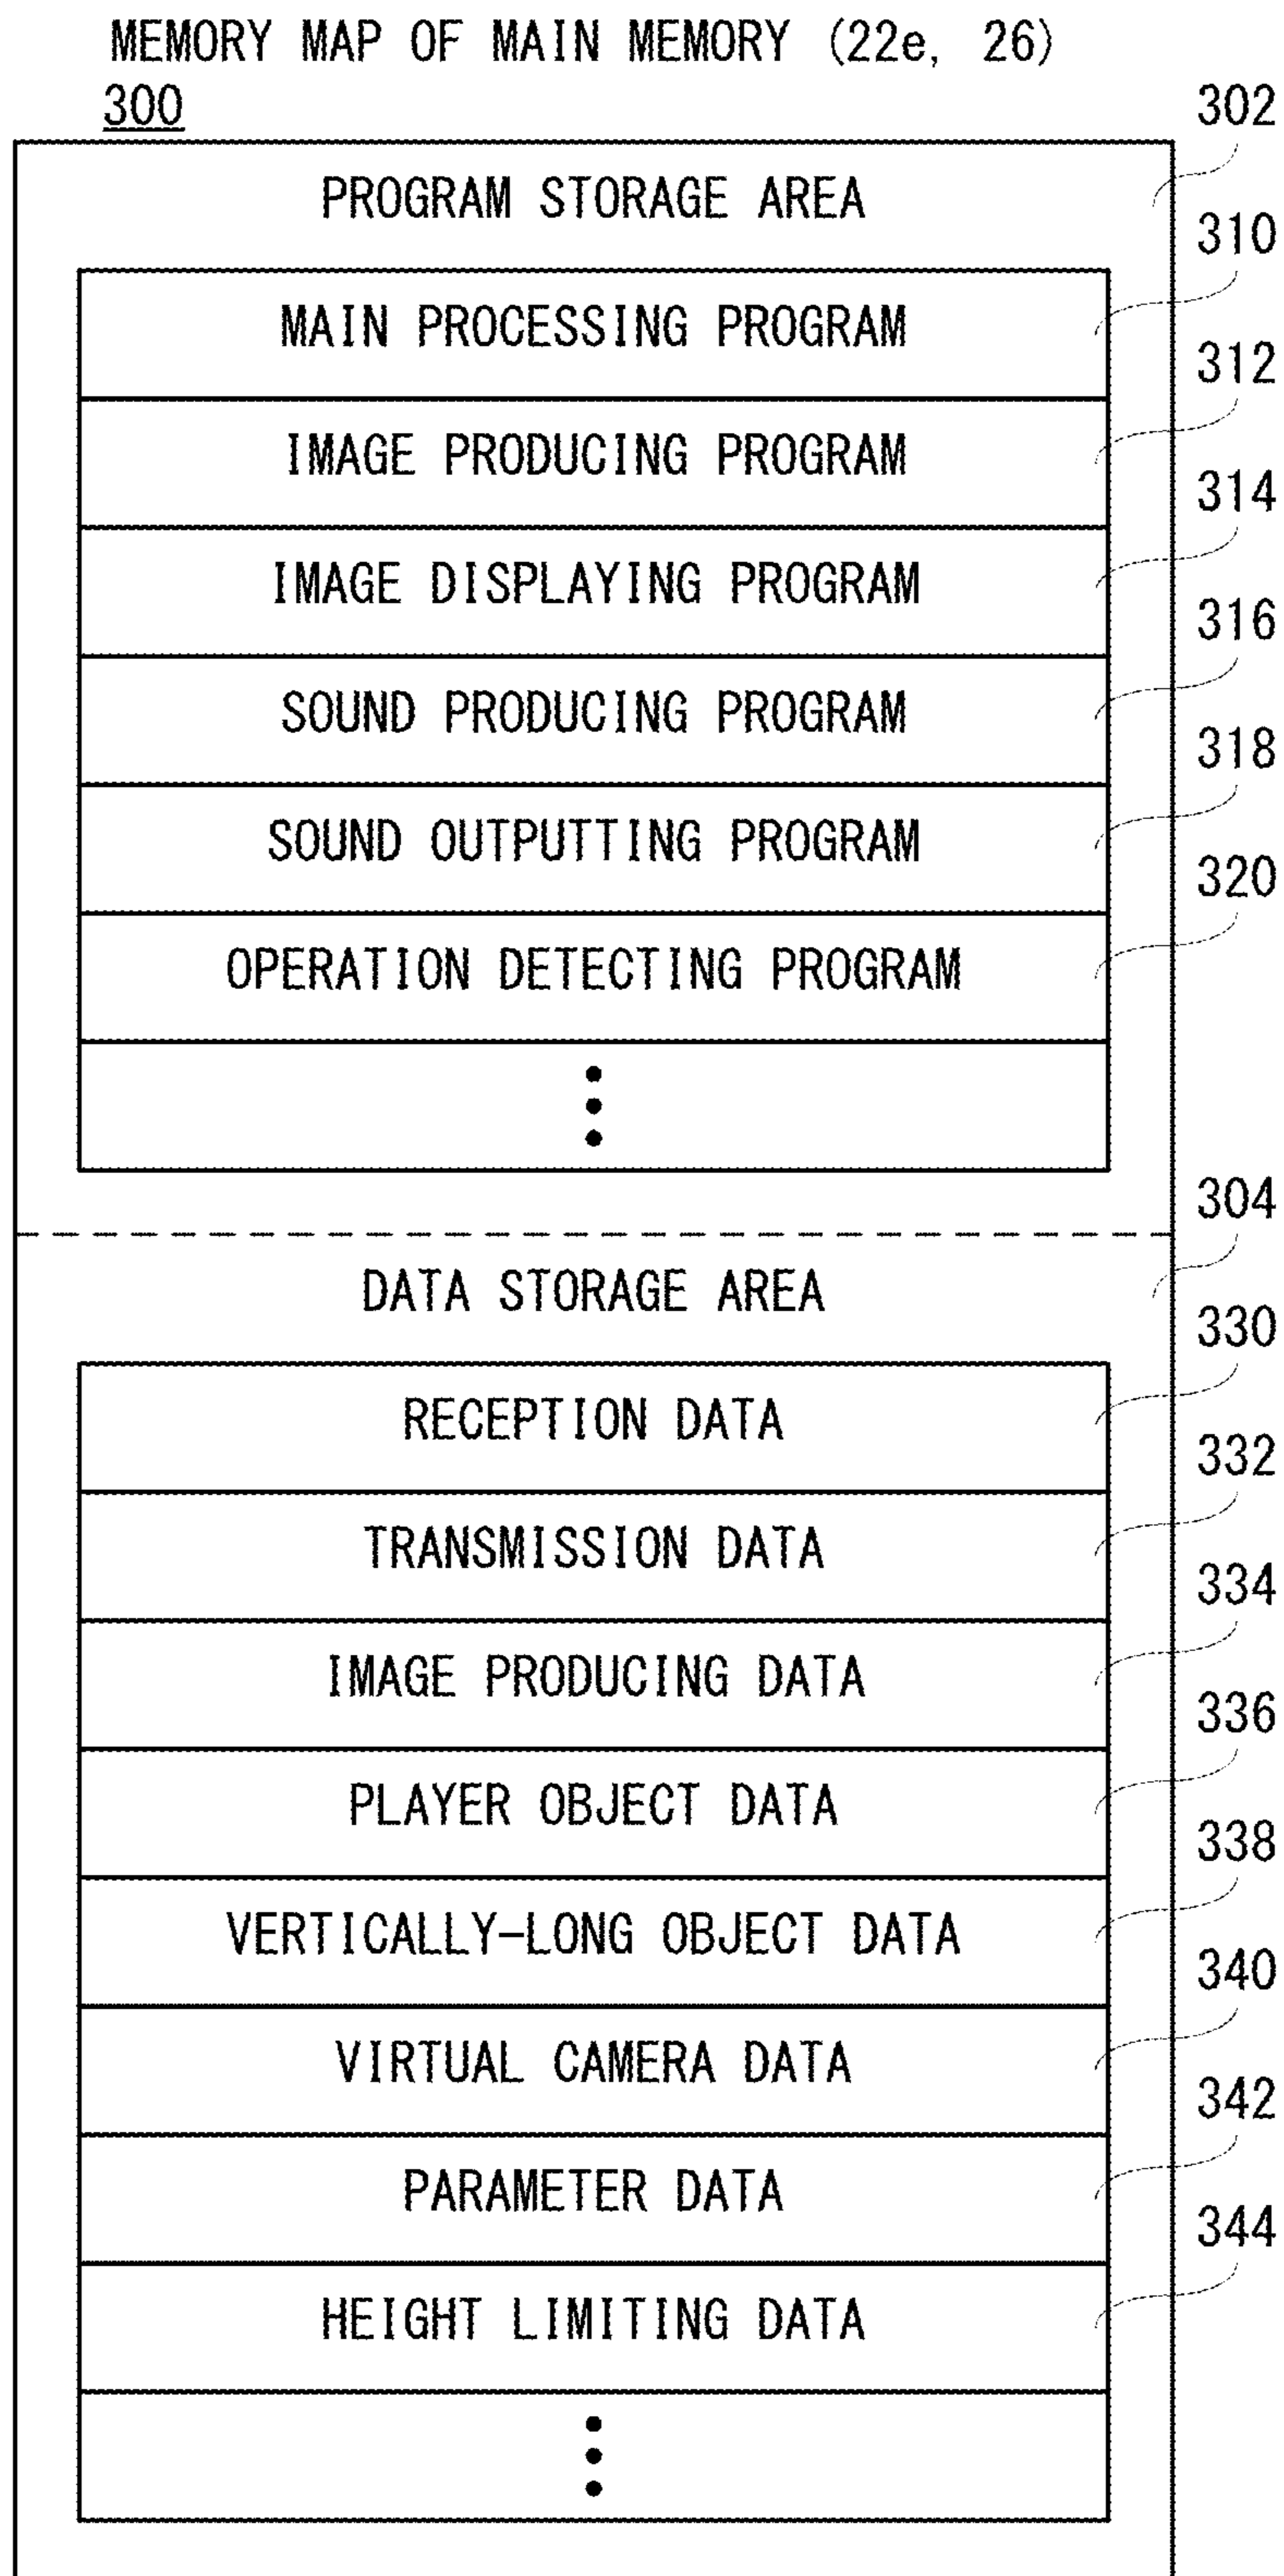 MEMORY MAP OF MAIN MEMORY (22e, 26)
300
302
PROGRAM STORAGE AREA
310
MAIN PROCESSING PROGRAM
312
IMAGE PRODUCING PROGRAM
314
IMAGE DISPLAYING PROGRAM
316
SOUND PRODUCING PROGRAM
318
SOUND OUTPUTTING PROGRAM
320
OPERATION DETECTING PROGRAM
304
DATA STORAGE AREA
330
RECEPTION DATA
332
TRANSMISSION DATA
334
IMAGE PRODUCING DATA
336
PLAYER OBJECT DATA
338
VERTICALLY-LONG OBJECT DATA
340
VIRTUAL CAMERA DATA
342
PARAMETER DATA
344
HEIGHT LIMITING DATA